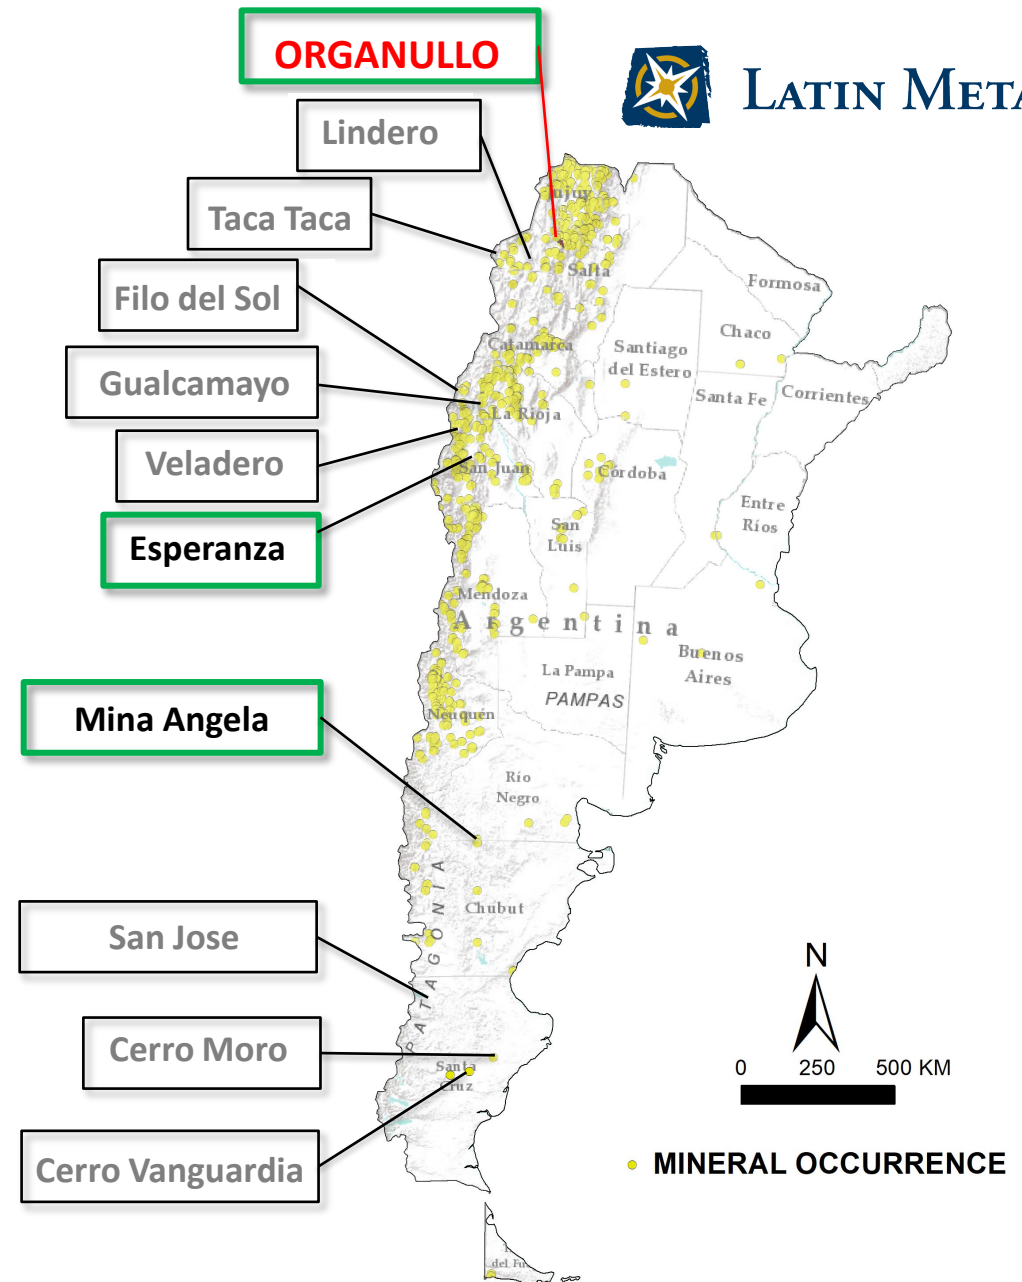 ORGANULLO
LATIN META
Lindero
Taca Taca
Filo del Sol
Gualcamayo
Veladero
Esperanza
Mina Angela
San Jose
Cerro Moro
Cerro Vanguardia
Jujuy
Salta
Formosa
Chaco
Catamarca
Santiago
del Estero
Santa Fe
Corrientes
La Rioja
San Juan
Córdoba
Entre
Ríos
San
Luis
Mendoza
Argentina
Buenos
Aires
La Pampa
PAMPAS
Neuquén
Río
Negro
PATAGONIA
Chubut
Santa
Cruz
del Fu
N
0 250 500 KM
MINERAL OCCURRENCE